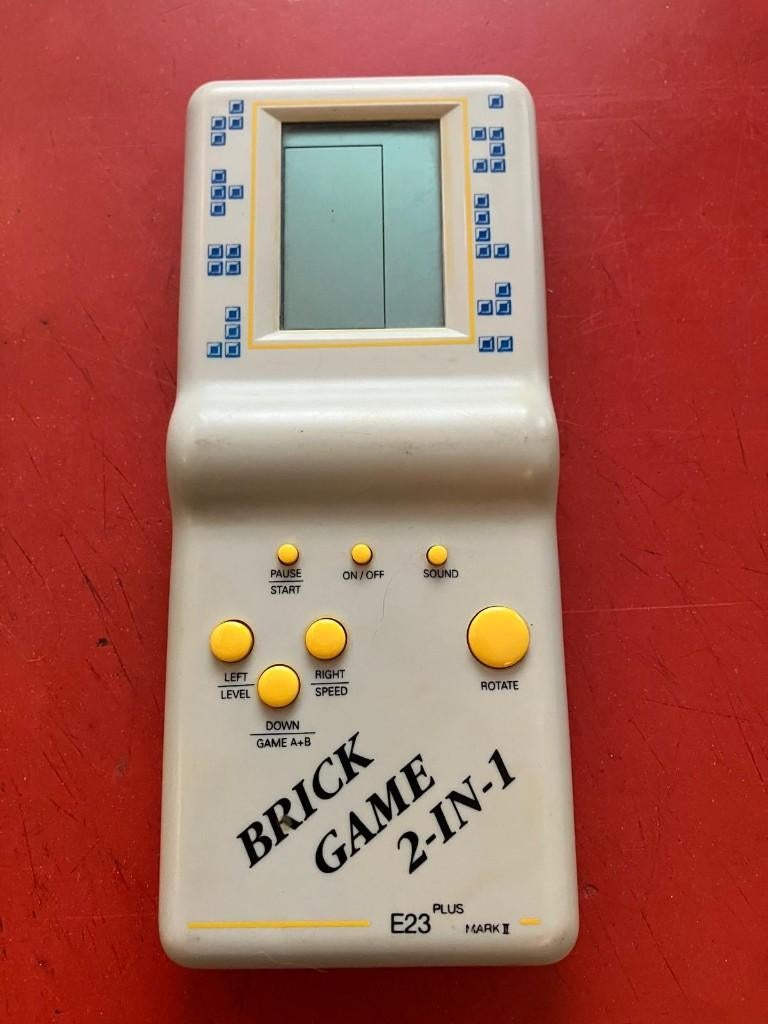 PAUSE
START
ON / OFF
SOUND
LEFT
LEVEL
RIGHT
SPEED
DOWN
GAME A+B
ROTATE
BRICK
GAME
2-IN-1
E23 PLUS MARK II